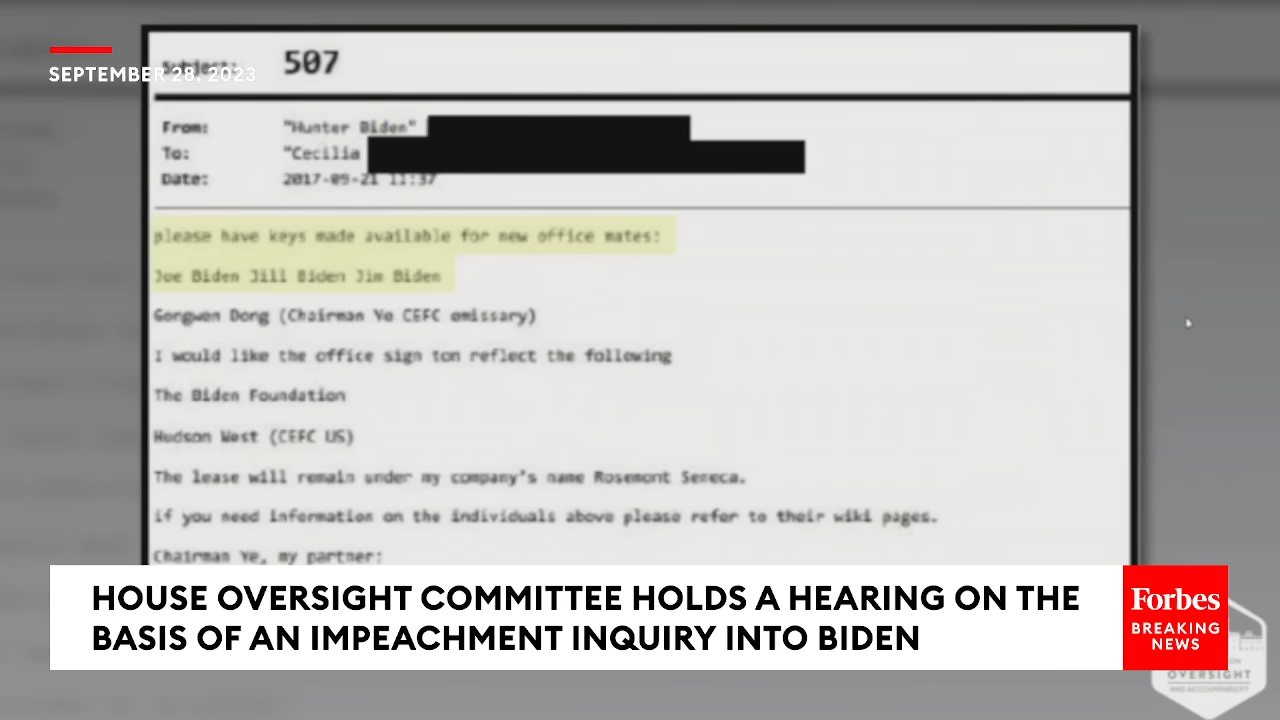 SEPTEMBER 28, 2023
Subject: 507
From: "Hunter Biden"
To: "Cecilia
Date: 2017-09-21 11:37
please have keys made available for new office mates:
Joe Biden Jill Biden Jim Biden
Gongwen Dong (Chairman Ye CEFC emissary)
I would like the office sign ton reflect the following
The Biden Foundation
Hudson West (CEFC US)
The lease will remain under my company's name Rosemont Seneca.
if you need information on the individuals above please refer to their wiki pages.
Chairman Ye, my partner:
HOUSE OVERSIGHT COMMITTEE HOLDS A HEARING ON THE
BASIS OF AN IMPEACHMENT INQUIRY INTO BIDEN
Forbes
BREAKING
NEWS
OVERSIGHT
AND ACCOUNTABILITY